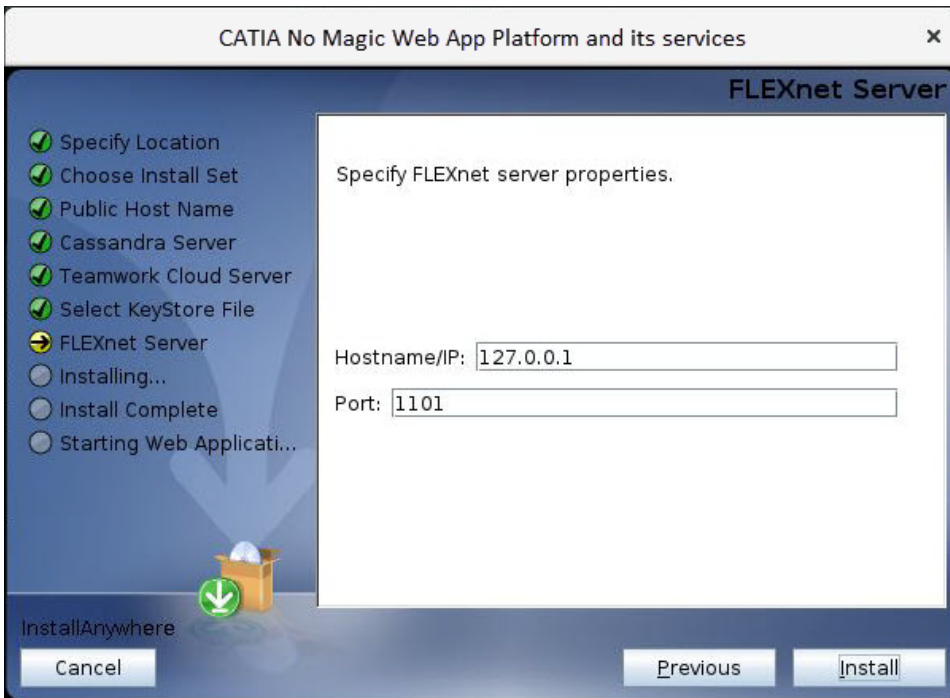 CATIA No Magic Web App Platform and its services
FLEXnet Server
Specify Location
Choose Install Set
Public Host Name
Cassandra Server
Teamwork Cloud Server
Select KeyStore File
FLEXnet Server
Installing...
Install Complete
Starting Web Applicati...
Specify FLEXnet server properties.
Hostname/IP: 127.0.0.1
Port: 1101
InstallAnywhere
Cancel
Previous
Install